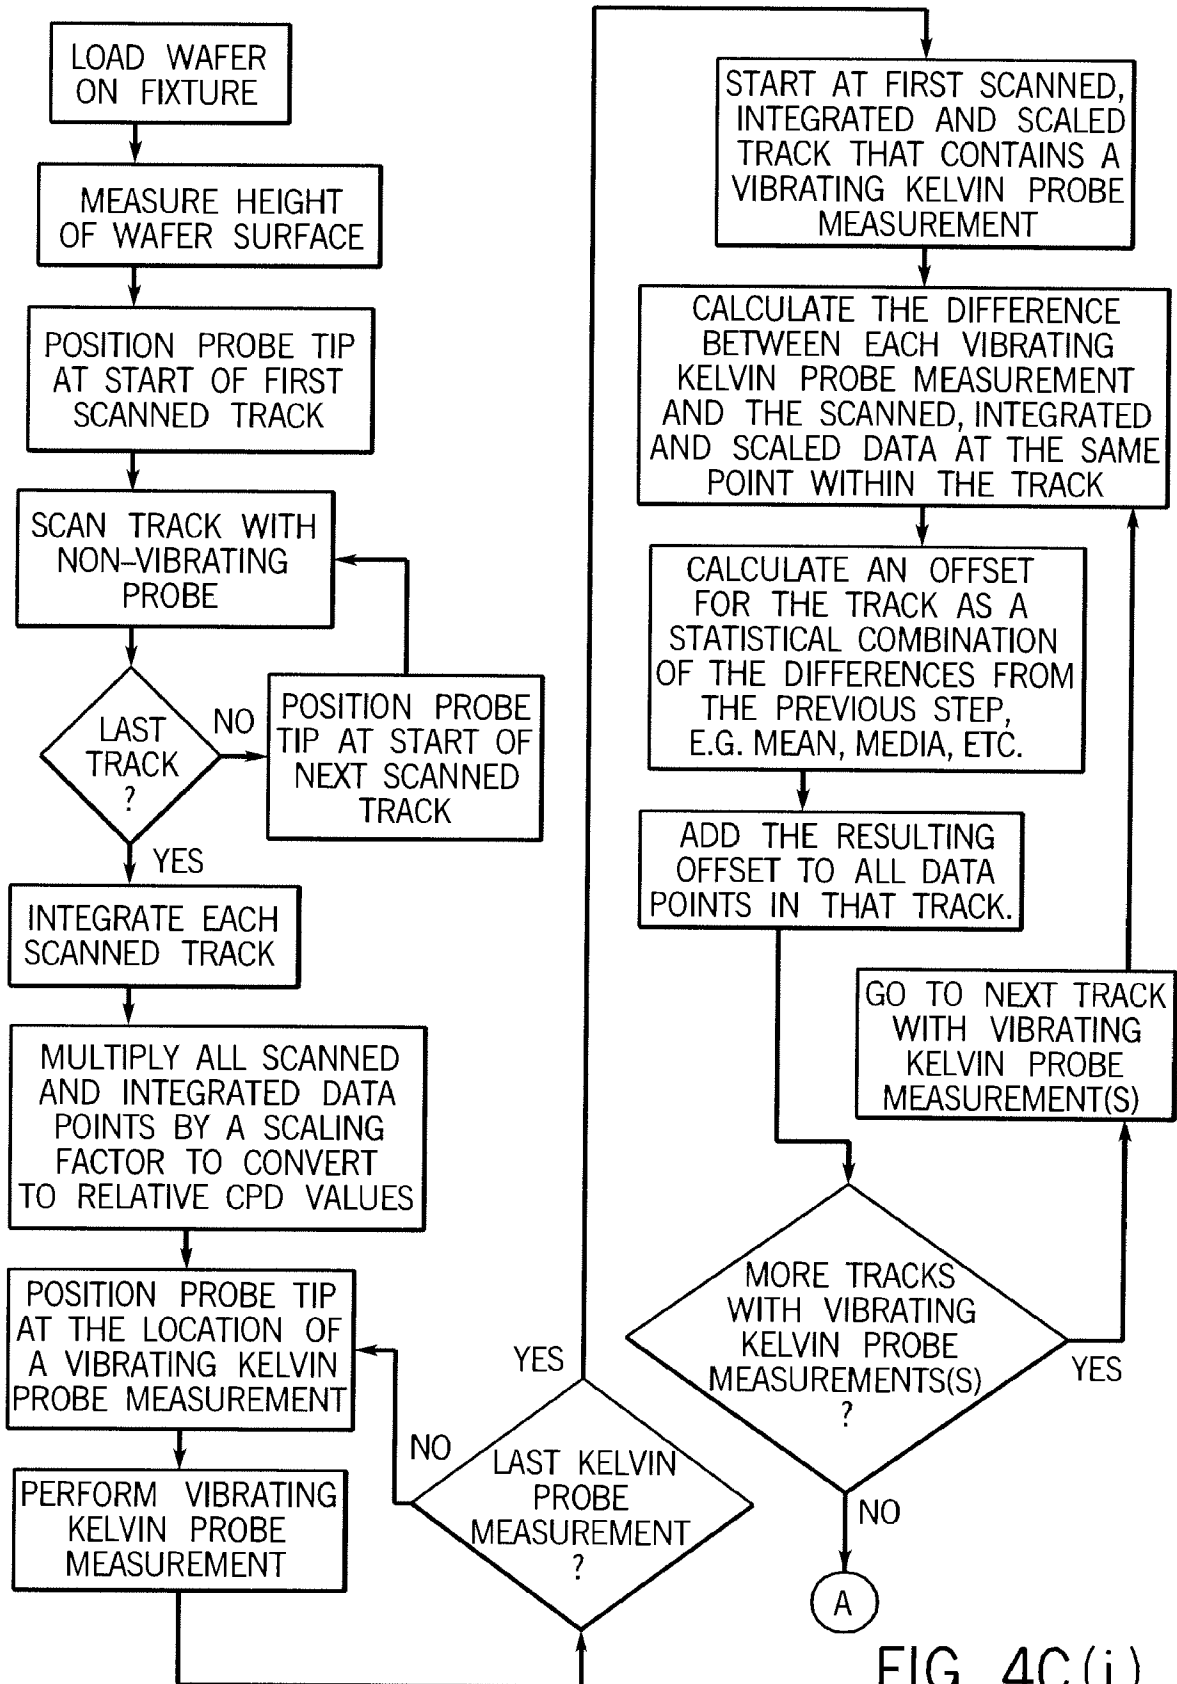 LOAD WAFER
ON FIXTURE
MEASURE HEIGHT
OF WAFER SURFACE
POSITION PROBE TIP
AT START OF FIRST
SCANNED TRACK
SCAN TRACK WITH
NON-VIBRATING
PROBE
LAST
TRACK
?
NO
POSITION PROBE
TIP AT START OF
NEXT SCANNED
TRACK
YES
INTEGRATE EACH
SCANNED TRACK
MULTIPLY ALL SCANNED
AND INTEGRATED DATA
POINTS BY A SCALING
FACTOR TO CONVERT
TO RELATIVE CPD VALUES
POSITION PROBE TIP
AT THE LOCATION OF
A VIBRATING KELVIN
PROBE MEASUREMENT
PERFORM VIBRATING
KELVIN PROBE
MEASUREMENT
NO
LAST KELVIN
PROBE
MEASUREMENT
?
YES
START AT FIRST SCANNED,
INTEGRATED AND SCALED
TRACK THAT CONTAINS A
VIBRATING KELVIN PROBE
MEASUREMENT
CALCULATE THE DIFFERENCE
BETWEEN EACH VIBRATING
KELVIN PROBE MEASUREMENT
AND THE SCANNED, INTEGRATED
AND SCALED DATA AT THE SAME
POINT WITHIN THE TRACK
CALCULATE AN OFFSET
FOR THE TRACK AS A
STATISTICAL COMBINATION
OF THE DIFFERENCES FROM
THE PREVIOUS STEP,
E.G. MEAN, MEDIA, ETC.
ADD THE RESULTING
OFFSET TO ALL DATA
POINTS IN THAT TRACK.
GO TO NEXT TRACK
WITH VIBRATING
KELVIN PROBE
MEASUREMENT(S)
MORE TRACKS
WITH VIBRATING
KELVIN PROBE
MEASUREMENTS(S)
?
YES
NO
A
FIG. 4C(i)